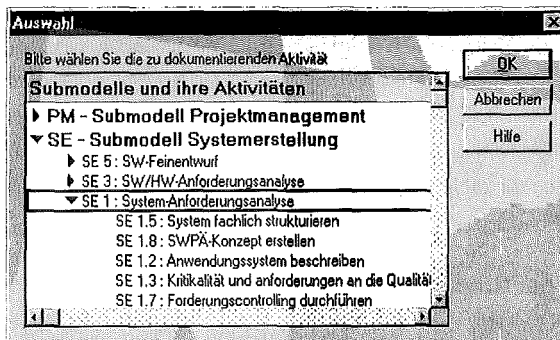 Auswahl
Bitte wählen Sie die zu dokumentierenden Aktivität
OK
Abbrechen
Hilfe
Submodelle und ihre Aktivitäten
PM - Submodell Projektmanagement
SE - Submodell Systemerstellung
SE 5 : SW-Feinentwurf
SE 3 : SW/HW-Anforderungsanalyse
SE 1 : System-Anforderungsanalyse
SE 1.5 : System fachlich strukturieren
SE 1.8 : SWPÄ-Konzept erstellen
SE 1.2 : Anwendungssystem beschreiben
SE 1.3 : Kritikalität und anforderungen an die Qualität
SE 1.7 : Forderungscontrolling durchführen